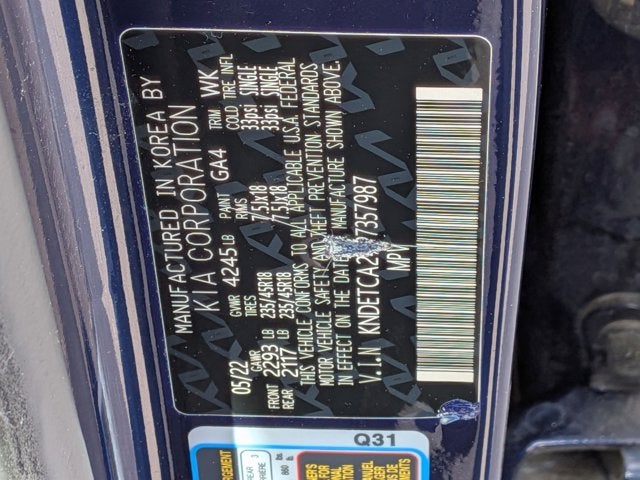 MANUFACTURED IN KOREA BY
KIA CORPORATION
05/22 GVWR 4245LB PAINT GA4 TRIM WK
GAWR TIRES RIMS COLD TIRE INFL
FRONT 2293 LB 235/45R18 7.5Jx18 33psi SINGLE
REAR 2117 LB 235/45R18 7.5Jx18 33psi SINGLE
THIS VEHICLE CONFORMS TO ALL APPLICABLE U.S.A. FEDERAL
MOTOR VEHICLE SAFETY AND THEFT PREVENTION STANDARDS
IN EFFECT ON THE DATE MANUFACTURE SHOWN ABOVE.
V.I.N KNDETCA2 7357987
MPV
Q31